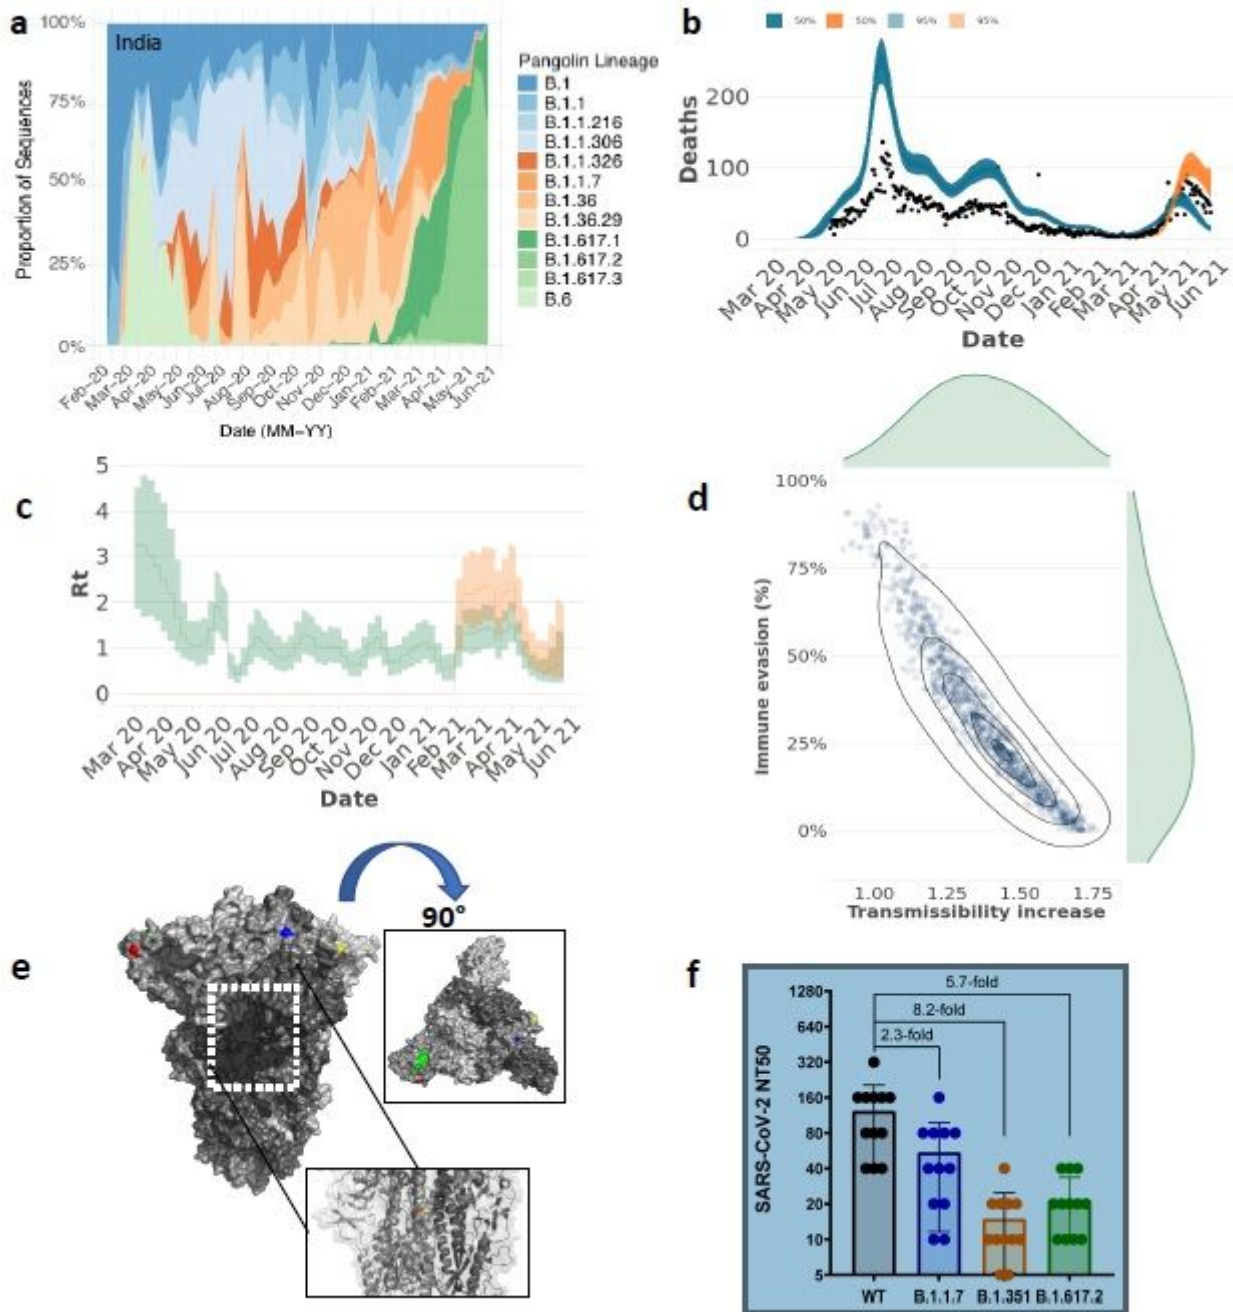 a
100%
75%
50%
25%
0%
Proportion of Sequences
India
Pangolin Lineage
B.1
B.1.1
B.1.1.216
B.1.1.306
B.1.1.326
B.1.1.7
B.1.36
B.1.36.29
B.1.617.1
B.1.617.2
B.1.617.3
B.6
Feb-20
Mar-20
Apr-20
May-20
Jun-20
Jul-20
Aug-20
Sep-20
Oct-20
Nov-20
Dec-20
Jan-21
Feb-21
Mar-21
Apr-21
May-21
Jun-21
Date (MM-YY)
b
50% 50% 95% 95%
Deaths
200
100
0
Mar 20
Apr 20
May 20
Jun 20
Jul 20
Aug 20
Sep 20
Oct 20
Nov 20
Dec 20
Jan 21
Feb 21
Mar 21
Apr 21
May 21
Jun 21
Date
c
5
4
3
2
1
0
Rt
Mar 20
Apr 20
May 20
Jun 20
Jul 20
Aug 20
Sep 20
Oct 20
Nov 20
Dec 20
Jan 21
Feb 21
Mar 21
Apr 21
May 21
Jun 21
Date
d
100%
75%
50%
25%
0%
Immune evasion (%)
1.00 1.25 1.50 1.75
Transmissibility increase
e
90°
f
5.7-fold
8.2-fold
2.3-fold
SARS-CoV-2 NT50
1280
640
320
160
80
40
20
10
5
WT B.1.1.7 B.1.351 B.1.617.2